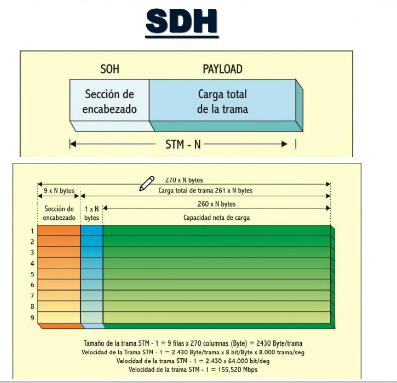 SDH
SOH PAYLOAD
Sección de encabezado
Carga total de la trama
STM - N
270 x N bytes
9 x N bytes
Carga total de trama 261 x N bytes
260 x N bytes
Sección de encabezado
1 x N bytes
Capacidad neta de carga
1
2
3
4
5
6
7
8
9
Tamaño de la trama STM - 1 = 9 filas x 270 columnas (Byte) = 2430 Byte/trama
Velocidad de la Trama STM - 1 = 2.430 Byte/trama x 8 bit/Byte x 8.000 trama/seg
Velocidad de la trama STM - 1 = 2.430 x 64.000 bit/deg
Velocidad de la trama STM - 1 = 155,520 Mbps